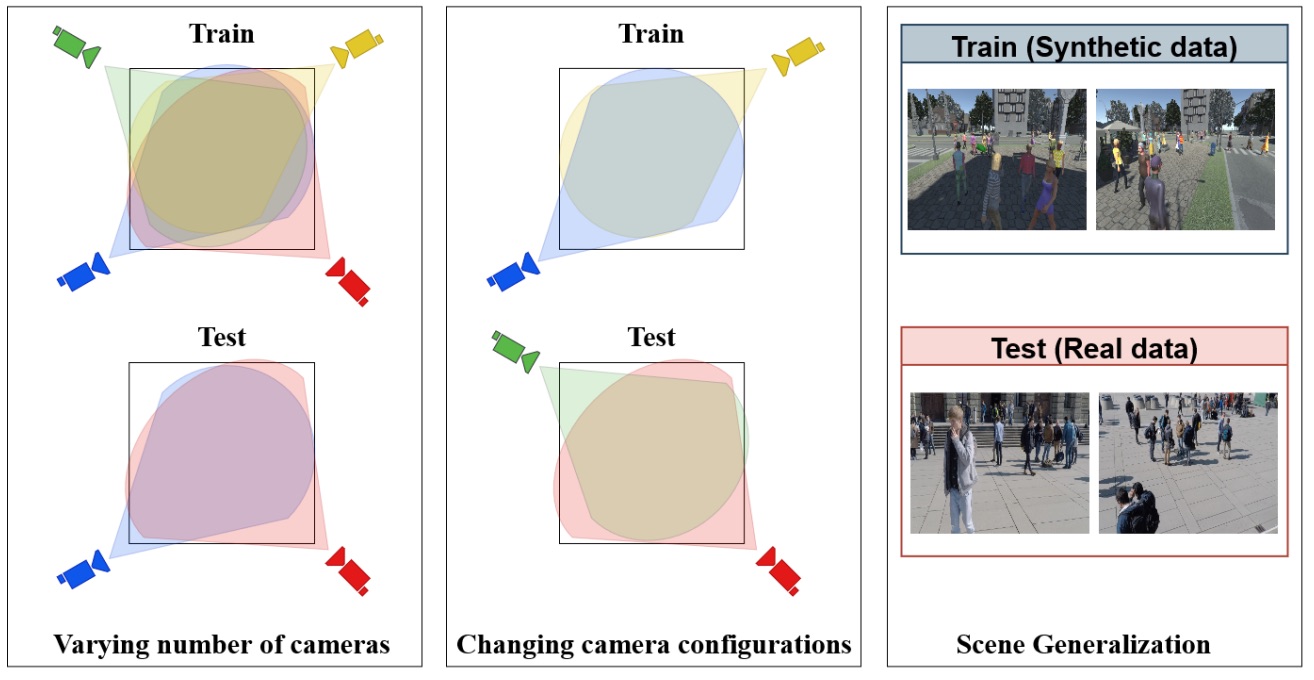 Train
Test
Varying number of cameras
Train
Test
Changing camera configurations
Train (Synthetic data)
Test (Real data)
Scene Generalization